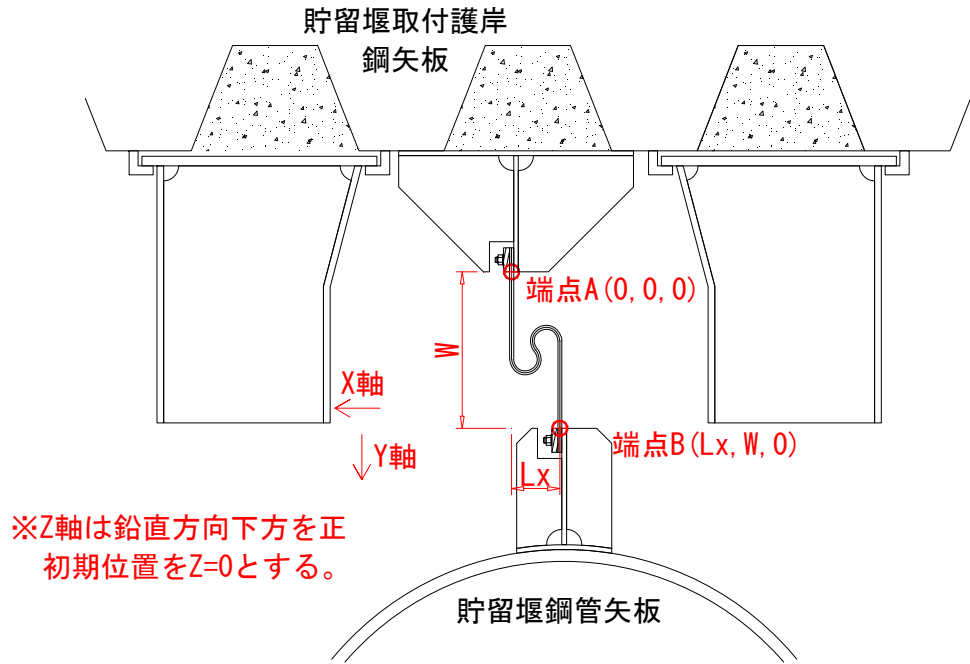 貯留堰取付護岸
鋼矢板
端点A(0,0,0)
W
X軸
Y軸
端点B(Lx,W,0)
Lx
※Z軸は鉛直方向下方を正
初期位置をZ=0とする。
貯留堰鋼管矢板